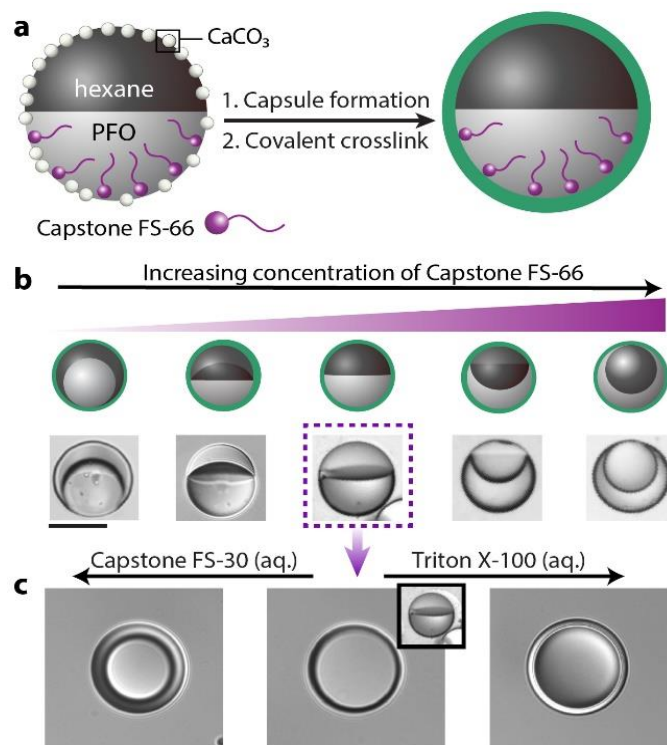 a
CaCO₃
hexane
PFO
1. Capsule formation
2. Covalent crosslink
Capstone FS-66
b
Increasing concentration of Capstone FS-66
c
Capstone FS-30 (aq.)
Triton X-100 (aq.)